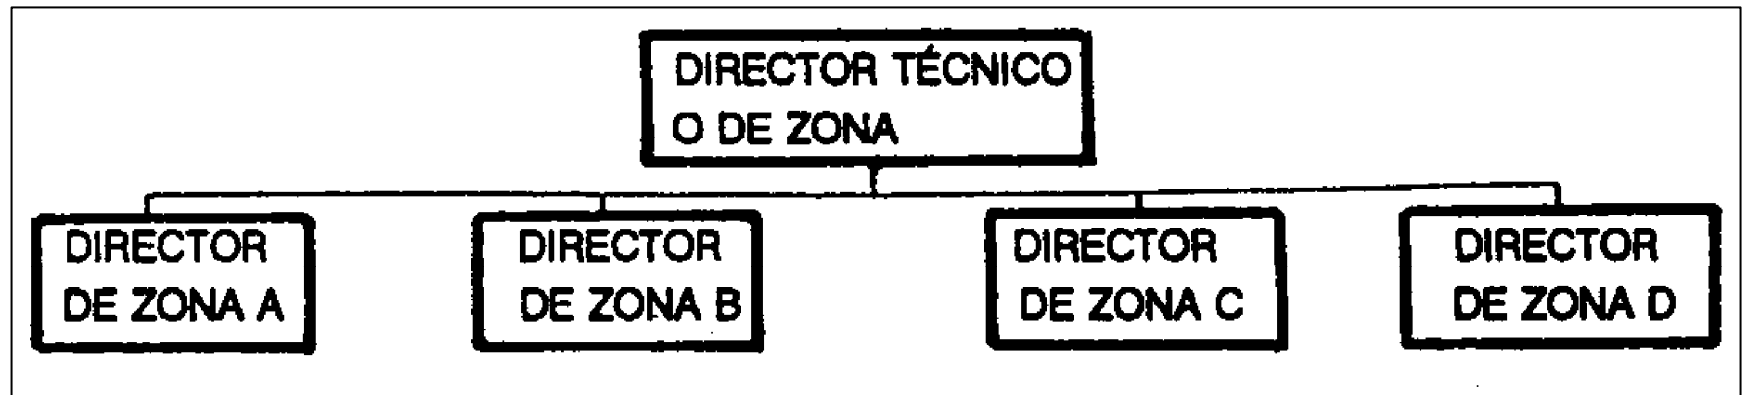 DIRECTOR TÉCNICO
O DE ZONA
DIRECTOR
DE ZONA A
DIRECTOR
DE ZONA B
DIRECTOR
DE ZONA C
DIRECTOR
DE ZONA D